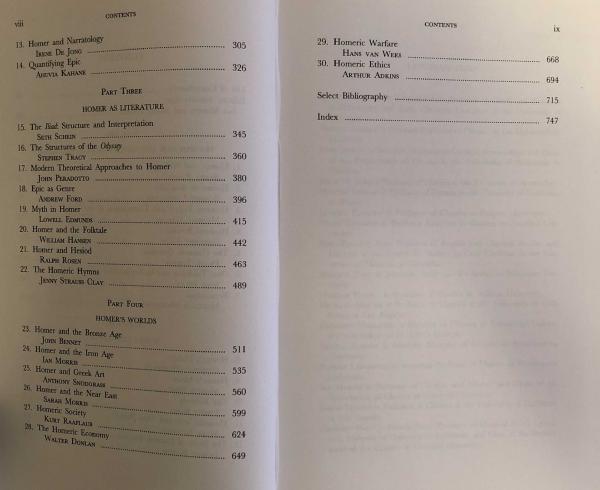 viii
CONTENTS
13. Homer and Narratology
IRENE DE JONG 305
14. Quantifying Epic
AHUVIA KAHANE 326
PART THREE
HOMER AS LITERATURE
15. The Iliad: Structure and Interpretation
SETH SCHEIN 345
16. The Structures of the Odyssey
STEPHEN TRACY 360
17. Modern Theoretical Approaches to Homer
JOHN PERADOTTO 380
18. Epic as Genre
ANDREW FORD 396
19. Myth in Homer
LOWELL EDMUNDS 415
20. Homer and the Folktale
WILLIAM HANSEN 442
21. Homer and Hesiod
RALPH ROSEN 463
22. The Homeric Hymns
JENNY STRAUSS CLAY 489
PART FOUR
HOMER'S WORLDS
23. Homer and the Bronze Age
JOHN BENNET 511
24. Homer and the Iron Age
IAN MORRIS 535
25. Homer and Greek Art
ANTHONY SNODGRASS 560
26. Homer and the Near East
SARAH MORRIS 599
27. Homeric Society
KURT RAAFLAUB 624
28. The Homeric Economy
WALTER DONLAN 649
CONTENTS
ix
29. Homeric Warfare
HANS VAN WEES 668
30. Homeric Ethics
ARTHUR ADKINS 694
Select Bibliography 715
Index 747